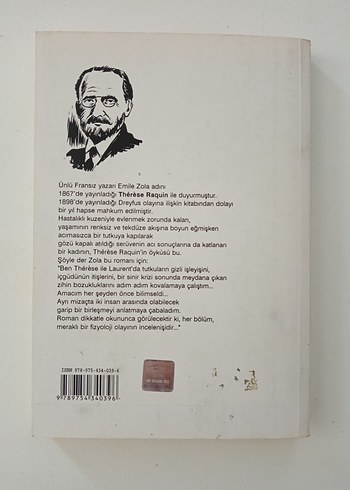 Ünlü Fransız yazarı Emile Zola adını
1867'de yayınladığı Thérèse Raquin ile duyurmuştur.
1898'de yayınladığı Dreyfus olayına ilişkin kitabından dolayı
bir yıl hapse mahkum edilmiştir.
Hastalıklı kuzeniyle evlenmek zorunda kalan,
yaşamının renksiz ve tekdüze akışına boyun eğmişken
acımasızca bir tutkuya kapılarak
gözü kapalı atıldığı serüvenin acı sonuçlarına da katlanan
bir kadının, Thérèse Raquin'in öyküsü bu.
Şöyle der Zola bu romanı için:
"Ben Thérèse ile Laurent'da tutkuların gizli işleyişini,
içgüdünün itişlerini, bir sinir krizi sonunda meydana çıkan
zihin bozukluklarını adım adım kovalamaya çalıştım...
Amacım her şeyden önce bilimseldi...
Ayrı mizaçta iki insan arasında olabilecek
garip bir birleşmeyi anlatmaya çabaladım.
Roman dikkatle okununca görülecektir ki, her bölüm,
meraklı bir fizyoloji olayının incelenişidir..."
ISBN 978-975-434-039-6
9 789754 340396